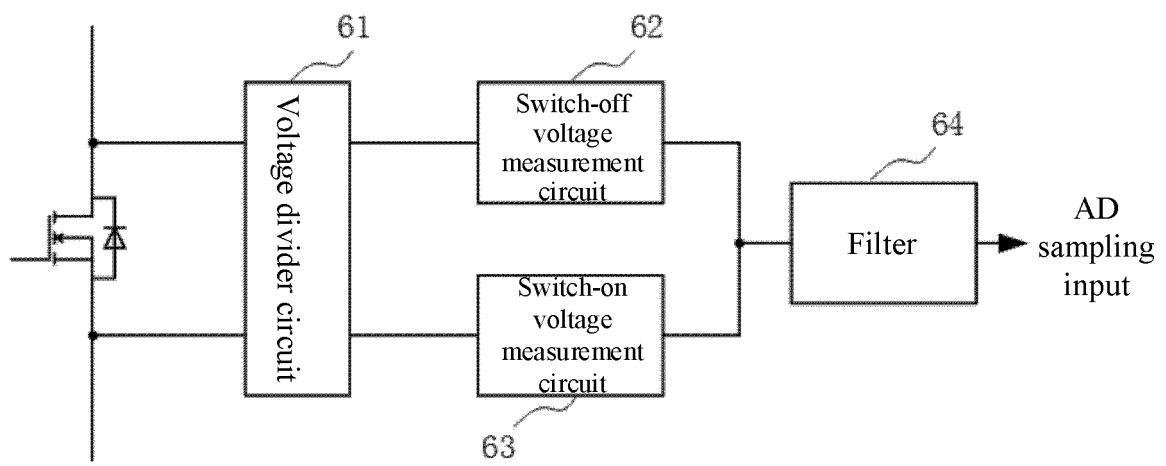 61
62
Voltage divider circuit
Switch-off
voltage
measurement
circuit
64
Filter
AD
sampling
input
Switch-on
voltage
measurement
circuit
63